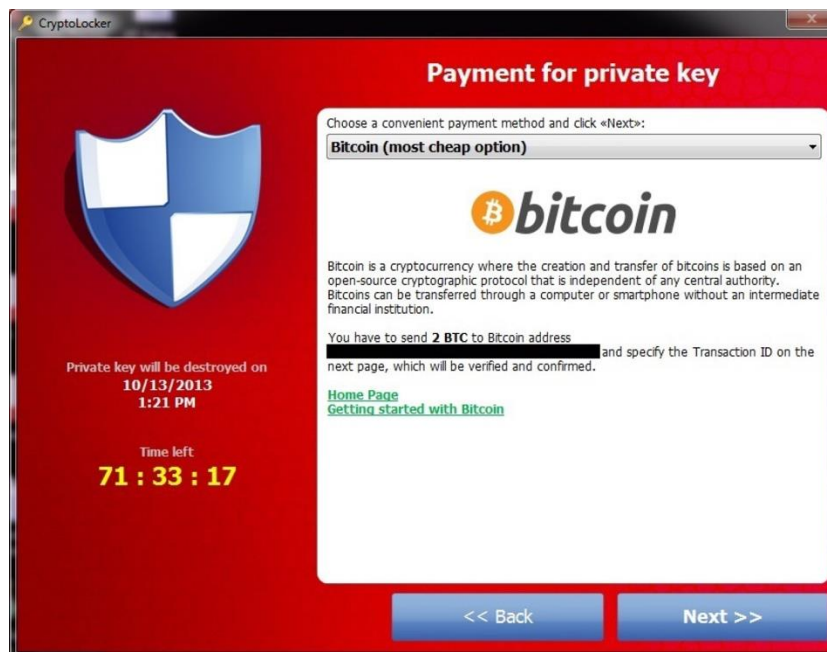 CryptoLocker
Payment for private key
Choose a convenient payment method and click «Next»:
Bitcoin (most cheap option)
bitcoin
Bitcoin is a cryptocurrency where the creation and transfer of bitcoins is based on an
open-source cryptographic protocol that is independent of any central authority.
Bitcoins can be transferred through a computer or smartphone without an intermediate
financial institution.
You have to send 2 BTC to Bitcoin address
and specify the Transaction ID on the
next page, which will be verified and confirmed.
Home Page
Getting started with Bitcoin
Private key will be destroyed on
10/13/2013
1:21 PM
Time left
71 : 33 : 17
<< Back
Next >>